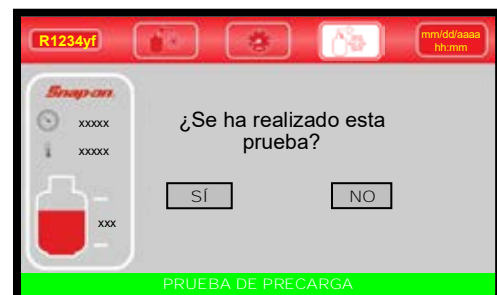 R1234yf
mm/dd/aaaa
hh:mm
Snap-on
xxxxx
xxxxx
xxx
¿Se ha realizado esta
prueba?
SÍ
NO
PRUEBA DE PRECARGA